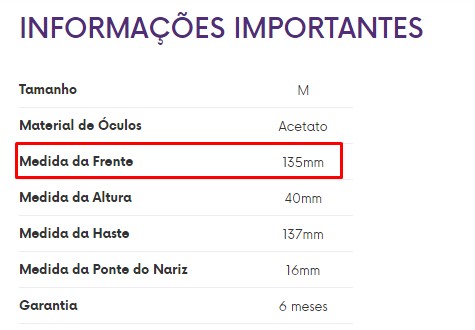 INFORMAÇÕES IMPORTANTES
Tamanho M
Material de Óculos Acetato
Medida da Frente 135mm
Medida da Altura 40mm
Medida da Haste 137mm
Medida da Ponte do Nariz 16mm
Garantia 6 meses